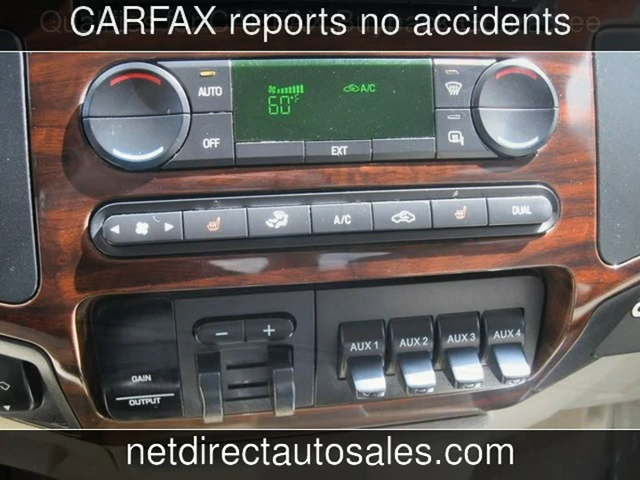 CARFAX reports no accidents
AUTO
60°F
A/C
OFF
EXT
A/C
DUAL
GAIN
OUTPUT
AUX 1
AUX 2
AUX 3
AUX 4
netdirectautosales.com